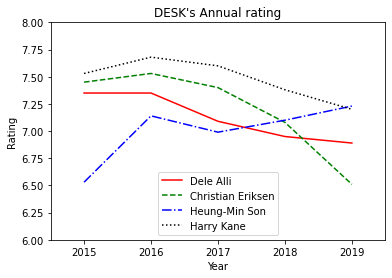 DESK's Annual rating
8.00
7.75
7.50
7.25
7.00
6.75
6.50
6.25
6.00
Rating
Dele Alli
Christian Eriksen
Heung-Min Son
Harry Kane
2015 2016 2017 2018 2019
Year